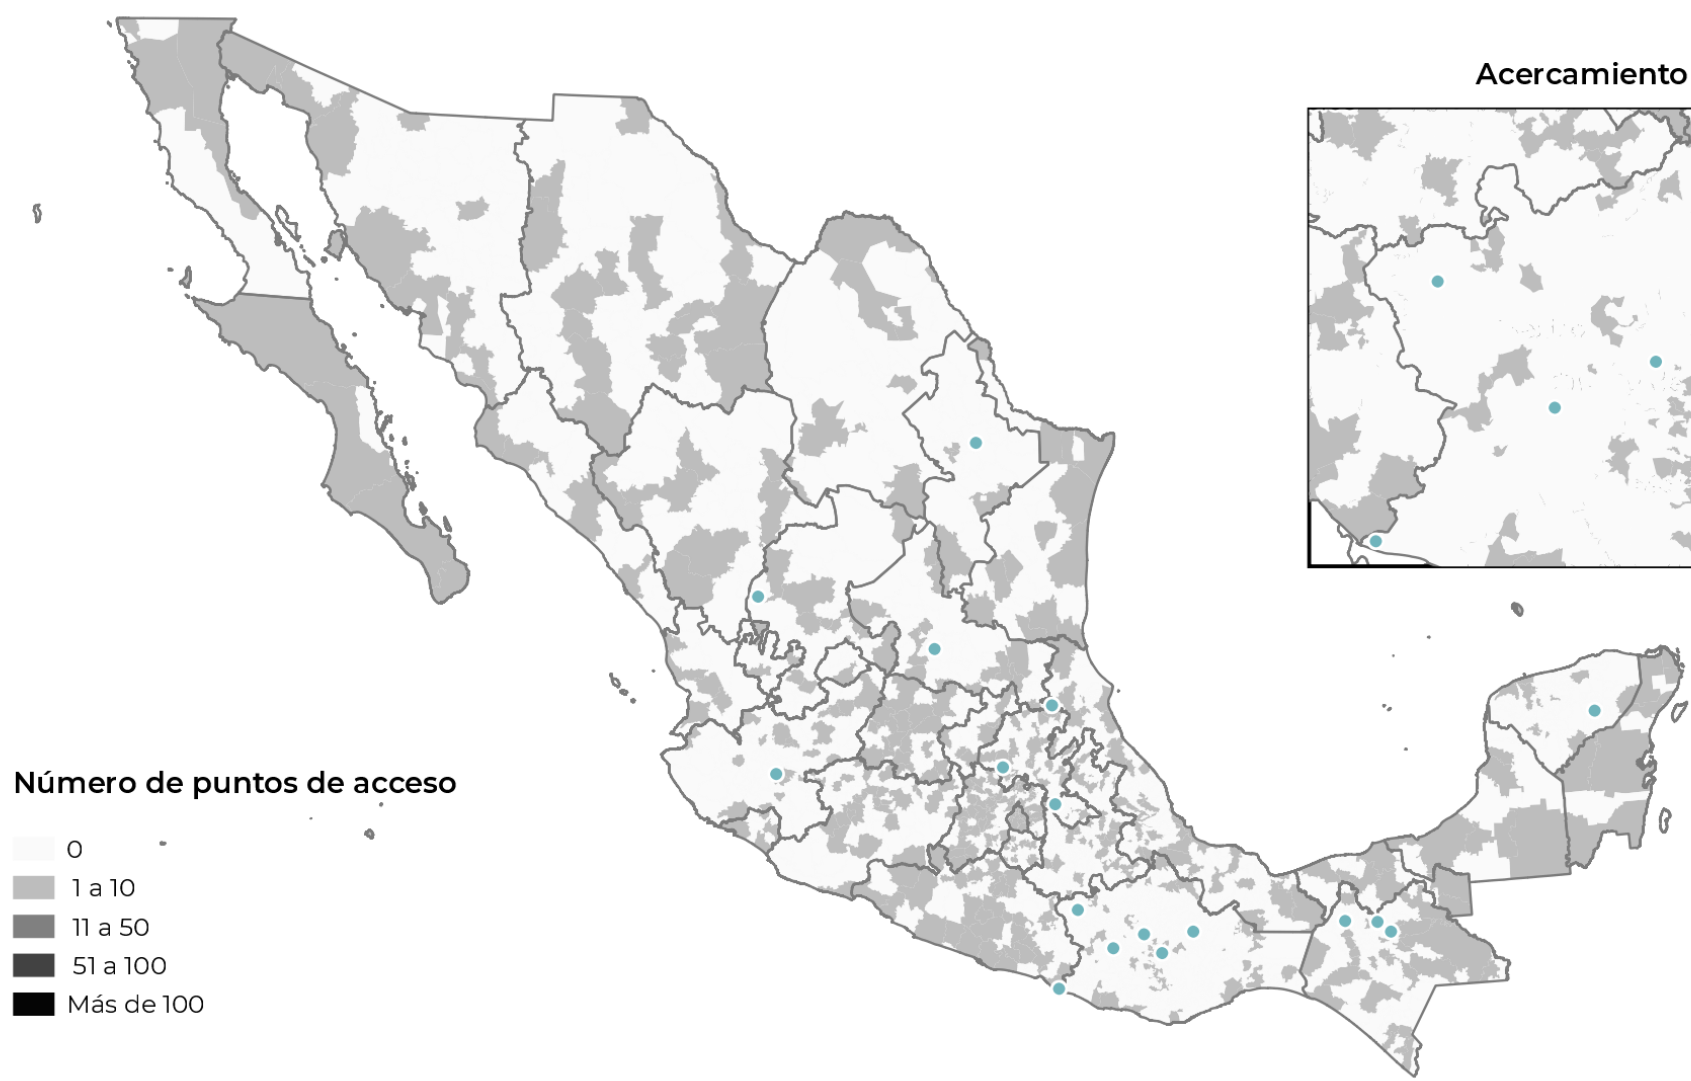 Acercamiento
Número de puntos de acceso
0
1 a 10
11 a 50
51 a 100
Más de 100